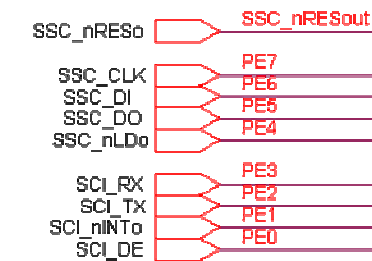 SSC_nRESo SSC_nRESout
SSC_CLK PE7
SSC_DI PE6
SSC_DO PE5
SSC_nLDo PE4
SCI_RX PE3
SCI_TX PE2
SCI_nINTo PE1
SCI_DE PE0